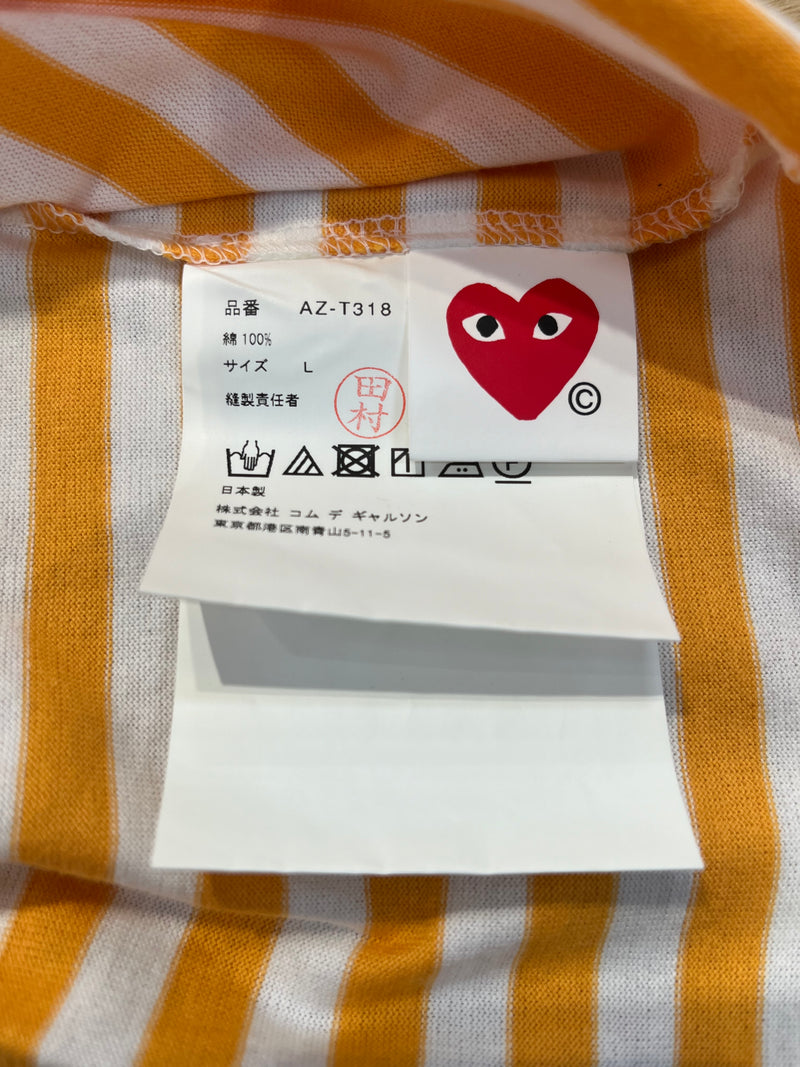 品番 AZ-T318
綿 100%
サイズ L
縫製責任者 田村
日本製
株式会社 コム デ ギャルソン
東京都港区南青山5-11-5
©